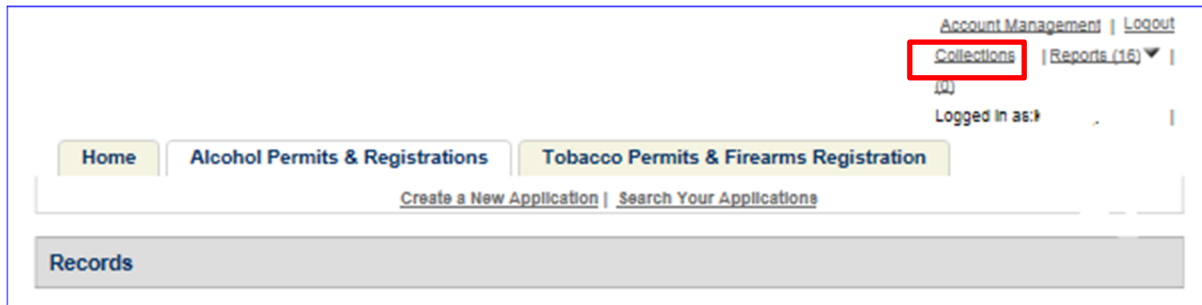 Account Management | Logout
Collections | Reports (16) |
(0)
Logged in as: |
Home Alcohol Permits & Registrations Tobacco Permits & Firearms Registration
Create a New Application | Search Your Applications
Records